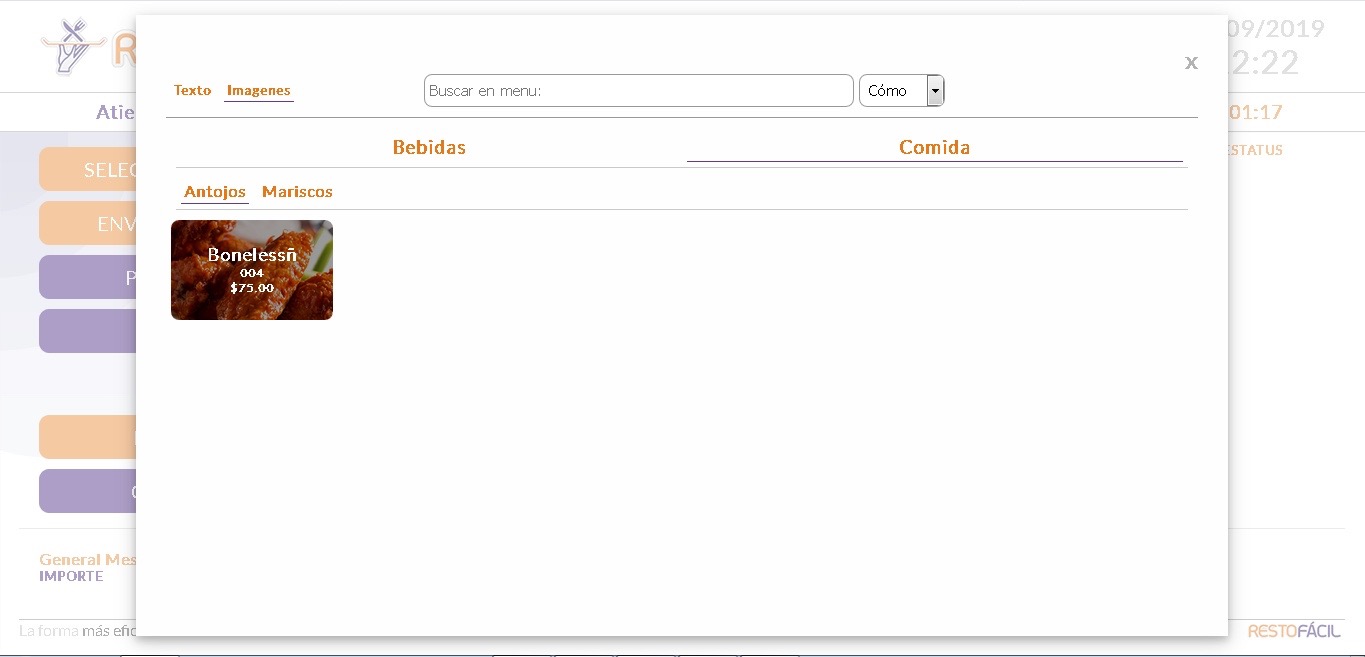 09/2019
2:22
X
Texto Imagenes
Buscar en menu:
Cómo
Atie
01:17
Bebidas
Comida
STATUS
SELEC
Antojos Mariscos
ENV
Bonelessñ
004
$75.00
P
General Mes
IMPORTE
La forma más efic
RESTOFÁCIL